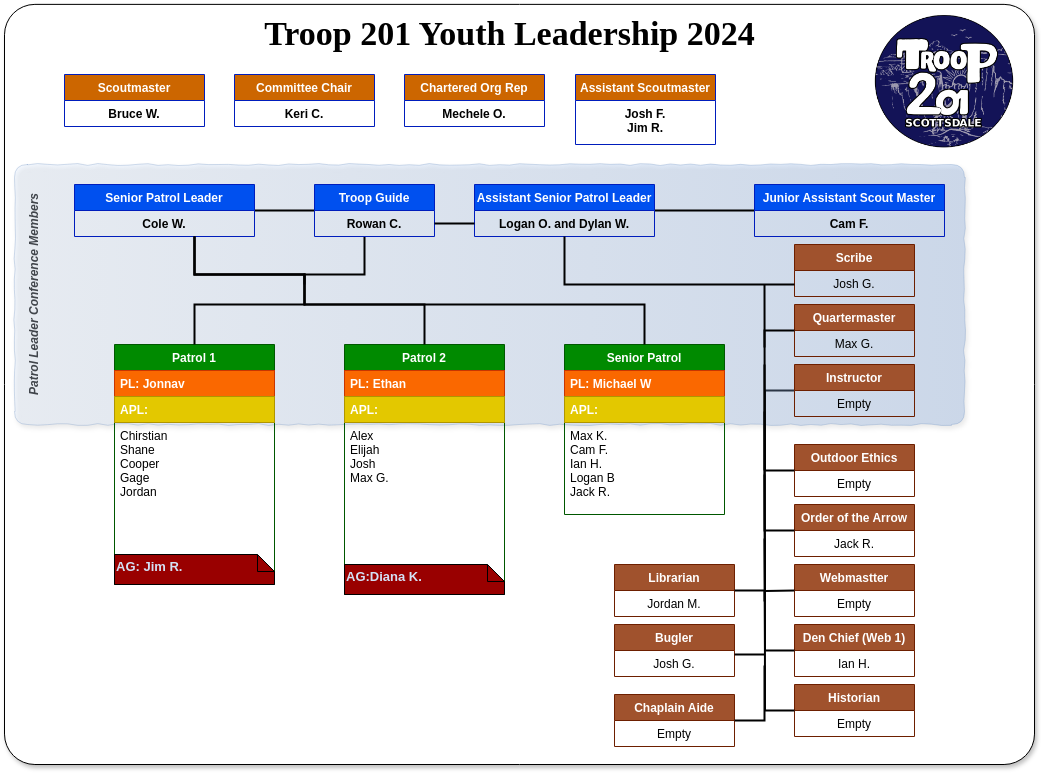 Troop 201 Youth Leadership 2024
TROOP
201
SCOTTSDALE
Scoutmaster
Bruce W.
Committee Chair
Keri C.
Chartered Org Rep
Mechele O.
Assistant Scoutmaster
Josh F.
Jim R.
Patrol Leader Conference Members
Senior Patrol Leader
Cole W.
Troop Guide
Rowan C.
Assistant Senior Patrol Leader
Logan O. and Dylan W.
Junior Assistant Scout Master
Cam F.
Scribe
Josh G.
Quartermaster
Max G.
Instructor
Empty
Patrol 1
PL: Jonnav
APL:
Chirstian
Shane
Cooper
Gage
Jordan
AG: Jim R.
Patrol 2
PL: Ethan
APL:
Alex
Elijah
Josh
Max G.
AG:Diana K.
Senior Patrol
PL: Michael W
APL:
Max K.
Cam F.
Ian H.
Logan B
Jack R.
Outdoor Ethics
Empty
Order of the Arrow
Jack R.
Librarian
Jordan M.
Webmastter
Empty
Bugler
Josh G.
Den Chief (Web 1)
Ian H.
Chaplain Aide
Empty
Historian
Empty